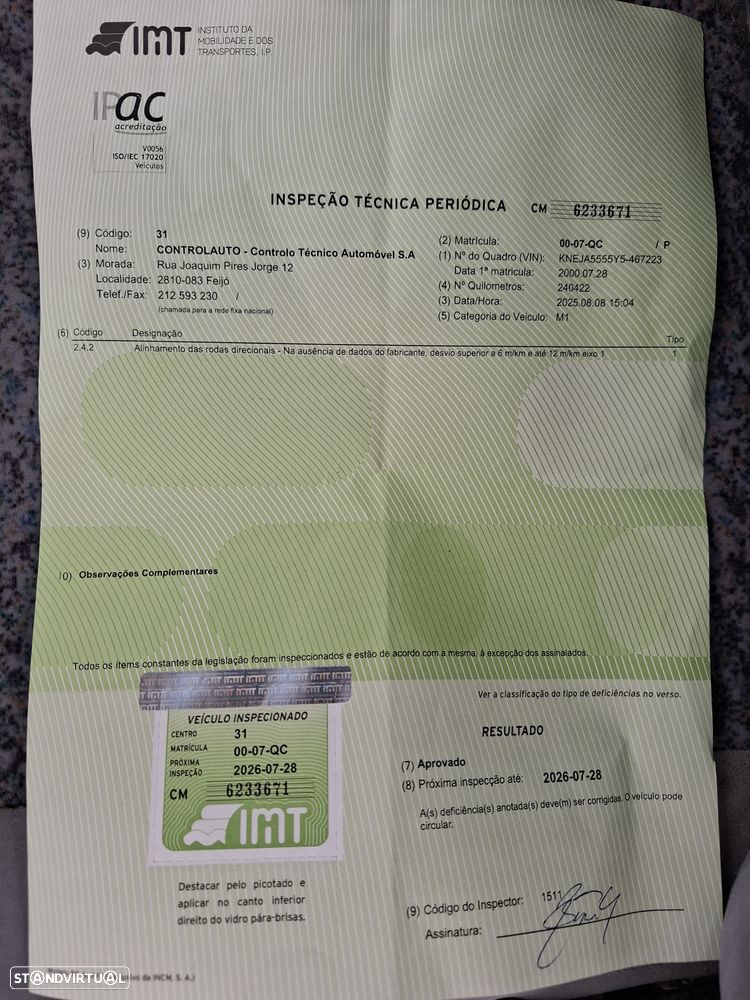 IMT INSTITUTO DA
MOBILIDADE E DOS
TRANSPORTES, I.P.
IPac
acreditação
V0056
ISO/IEC 17020
Veículos
INSPEÇÃO TÉCNICA PERIÓDICA CM 6233671
(9) Código: 31
Nome: CONTROLAUTO - Controlo Técnico Automóvel S.A
(3) Morada: Rua Joaquim Pires Jorge 12
Localidade: 2810-083 Feijó
Telef./Fax: 212 593 230 /
(chamada para a rede fixa nacional)
(2) Matrícula: 00-07-QC / P
(1) Nº do Quadro (VIN): KNEJA5555Y5-467223
Data 1ª matricula: 2000.07.28
(4) Nº Quilometros: 240422
(3) Data/Hora: 2025.08.08 15:04
(5) Categoria do Veículo: M1
(6) Código Designação Tipo
2.4.2 Alinhamento das rodas direcionais - Na ausência de dados do fabricante, desvio superior a 6 m/km e até 12 m/km eixo 1 1
0) Observações Complementares
Todos os ítems constantes da legislação foram inspeccionados e estão de acordo com a mesma, à excepção dos assinalados.
Ver a classificação do tipo de deficiências no verso.
VEÍCULO INSPECIONADO
CENTRO 31
MATRÍCULA 00-07-QC
PRÓXIMA
INSPEÇÃO 2026-07-28
CM 6233671
IMT
Destacar pelo picotado e
aplicar no canto inferior
direito do vidro pára-brisas.
RESULTADO
(7) Aprovado
(8) Próxima inspecção até: 2026-07-28
A(s) deficiência(s) anotada(s) deve(m) ser corrigidas. O veículo pode
circular.
(9) Código do Inspector: 1511
Assinatura:
da INCM, S. A.)
STANDVIRTUAL